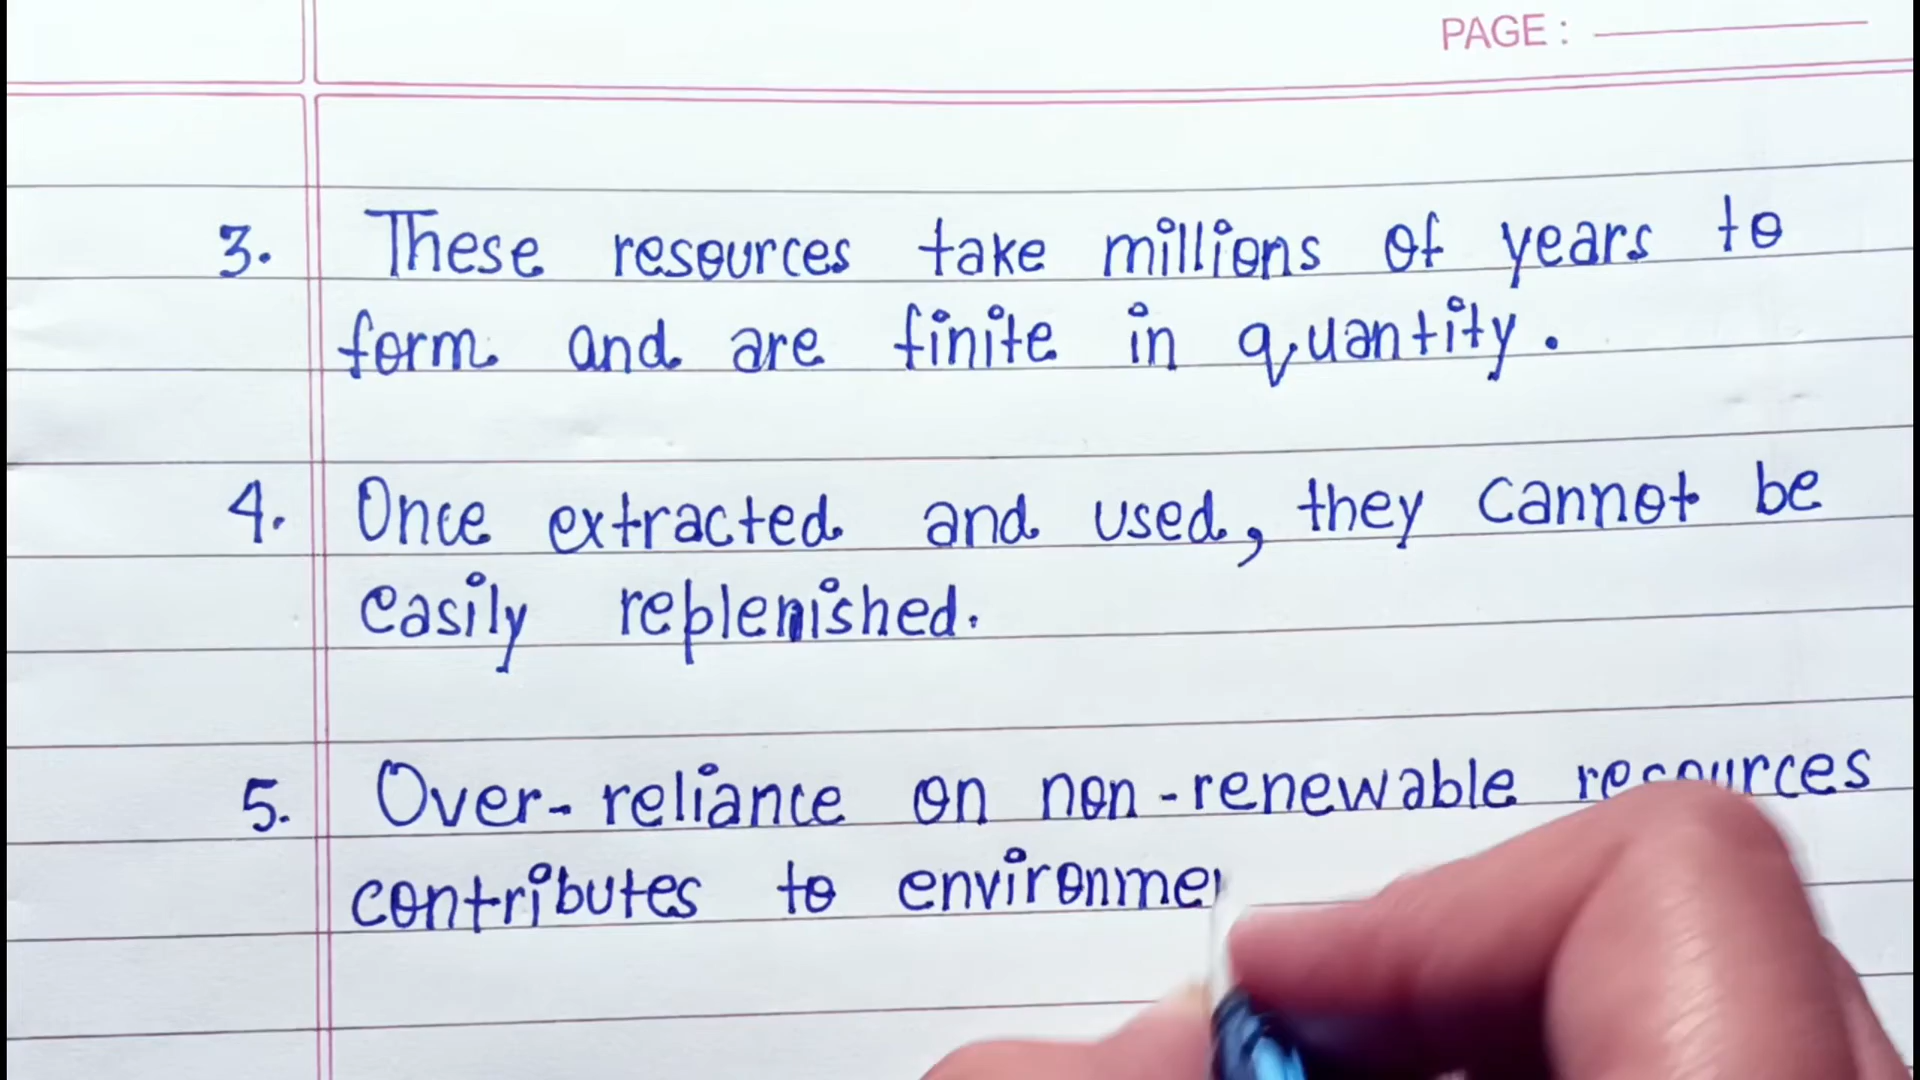 PAGE :
3. These resources take millions of years to
form and are finite in quantity.
4. Once extracted and used, they cannot be
easily replenished.
5. Over-reliance on non-renewable resources
contributes to environme